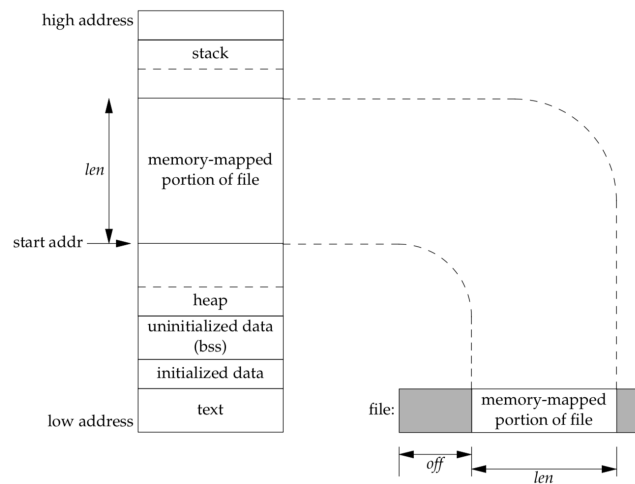 high address
stack
memory-mapped
portion of file
len
start addr
heap
uninitialized data
(bss)
initialized data
text
low address
file:
memory-mapped
portion of file
off
len